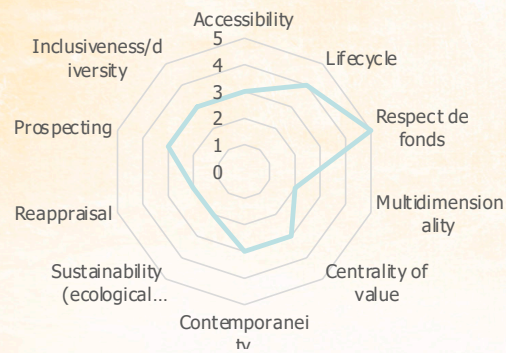 Accessibility
Inclusiveness/d
iversity
5
Lifecycle
4
3
Prospecting
2
Respect de
fonds
1
0
Reappraisal
Multidimension
ality
Sustainability
(ecological...
Centrality of
value
Contemporanei
ty